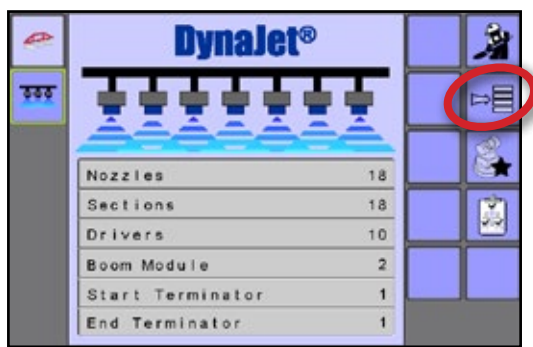 DynaJet®
Nozzles 18
Sections 18
Drivers 10
Boom Module 2
Start Terminator 1
End Terminator 1